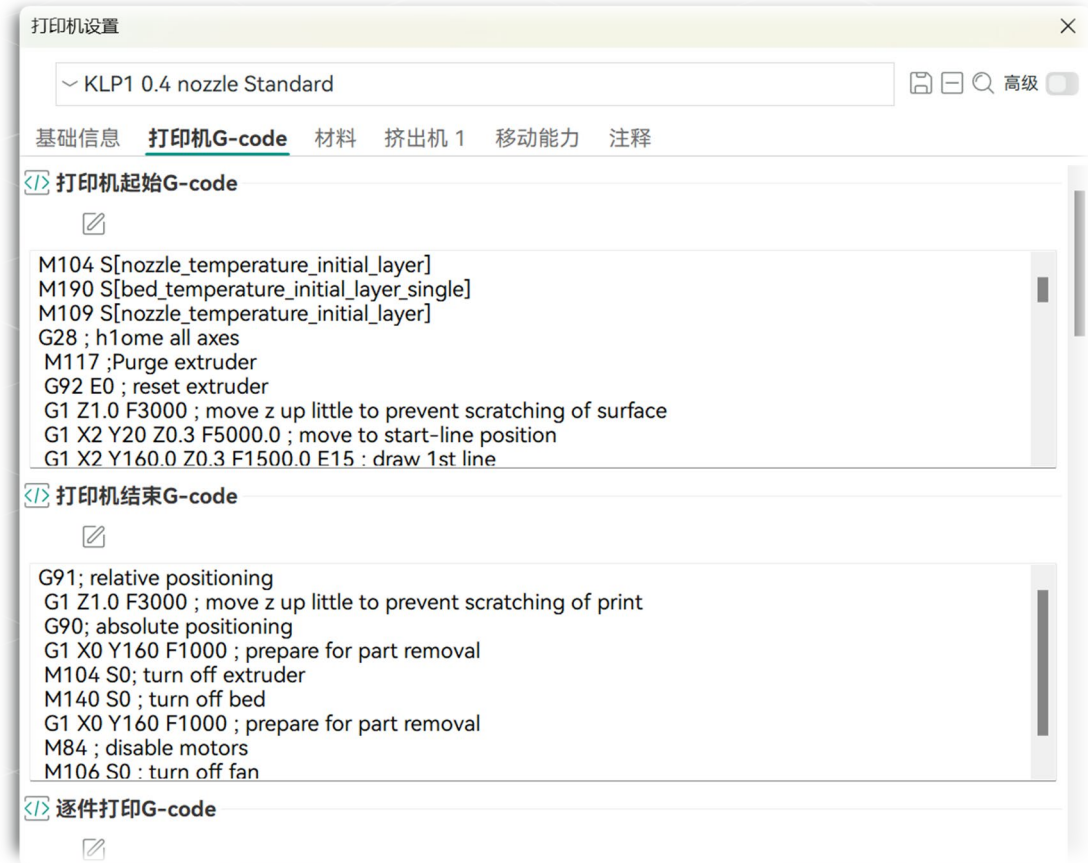 打印机设置
KLP1 0.4 nozzle Standard
高级
基础信息 打印机G-code 材料 挤出机 1 移动能力 注释
打印机起始G-code
M104 S[nozzle_temperature_initial_layer]
M190 S[bed_temperature_initial_layer_single]
M109 S[nozzle_temperature_initial_layer]
G28 ; h1ome all axes
M117 ;Purge extruder
G92 E0 ; reset extruder
G1 Z1.0 F3000 ; move z up little to prevent scratching of surface
G1 X2 Y20 Z0.3 F5000.0 ; move to start-line position
G1 X2 Y160.0 Z0.3 F1500.0 E15 ; draw 1st line
打印机结束G-code
G91; relative positioning
G1 Z1.0 F3000 ; move z up little to prevent scratching of print
G90; absolute positioning
G1 X0 Y160 F1000 ; prepare for part removal
M104 S0; turn off extruder
M140 S0 ; turn off bed
G1 X0 Y160 F1000 ; prepare for part removal
M84 ; disable motors
M106 S0 ; turn off fan
逐件打印G-code